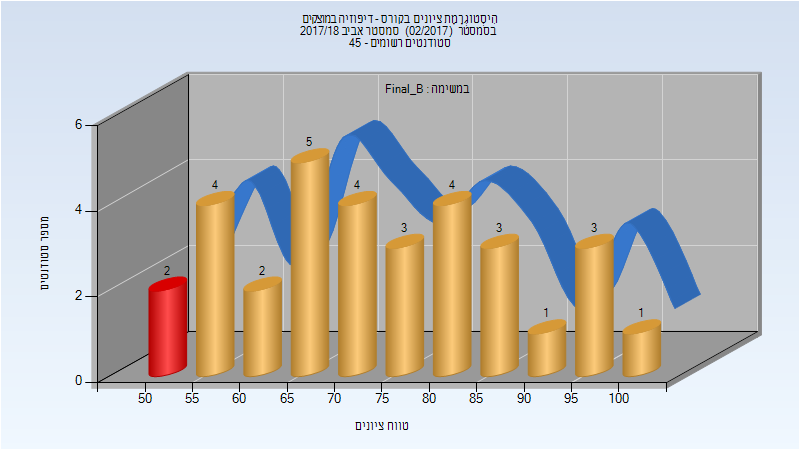 היסטוגרמת ציונים בקורס - דיפוזיה במוצקים
בסמסטר (02/2017) סמסטר אביב 2017/18
סטודנטים רשומים - 45
במשימה : Final_B
מספר סטודנטים
6
4
2
0
2
4
2
5
4
3
4
3
1
3
1
50 55 60 65 70 75 80 85 90 95 100
טווח ציונים